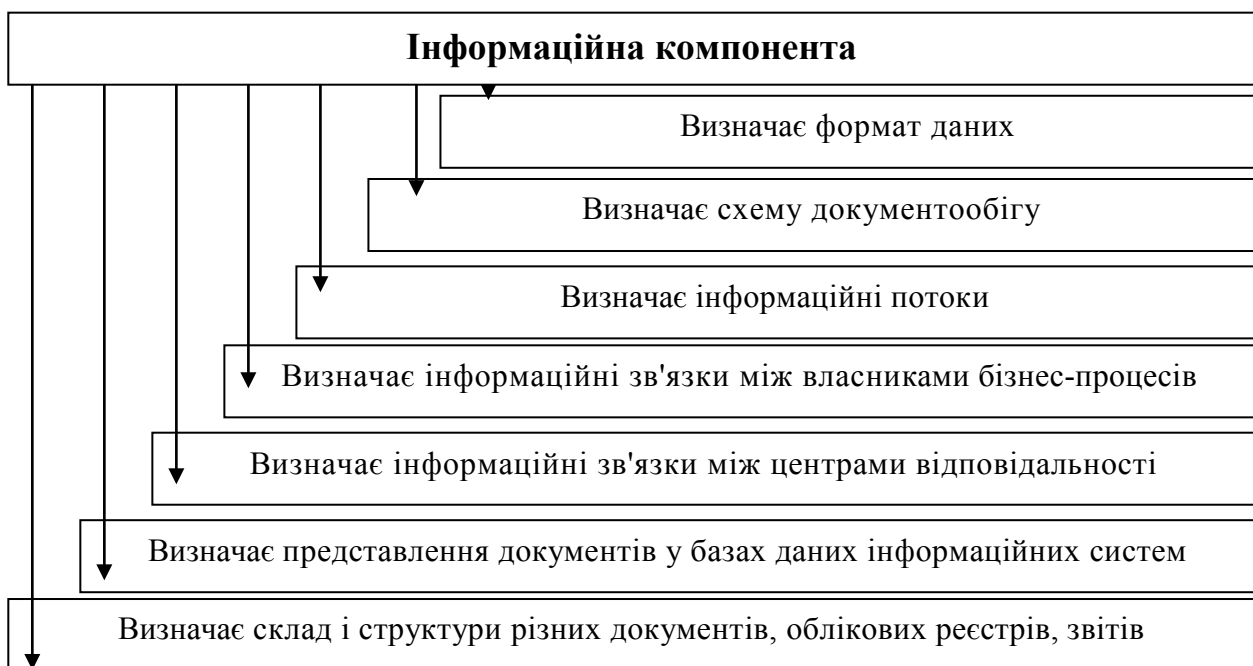 Інформаційна компонента
Визначає формат даних
Визначає схему документообігу
Визначає інформаційні потоки
Визначає інформаційні зв'язки між власниками бізнес-процесів
Визначає інформаційні зв'язки між центрами відповідальності
Визначає представлення документів у базах даних інформаційних систем
Визначає склад і структури різних документів, облікових реєстрів, звітів